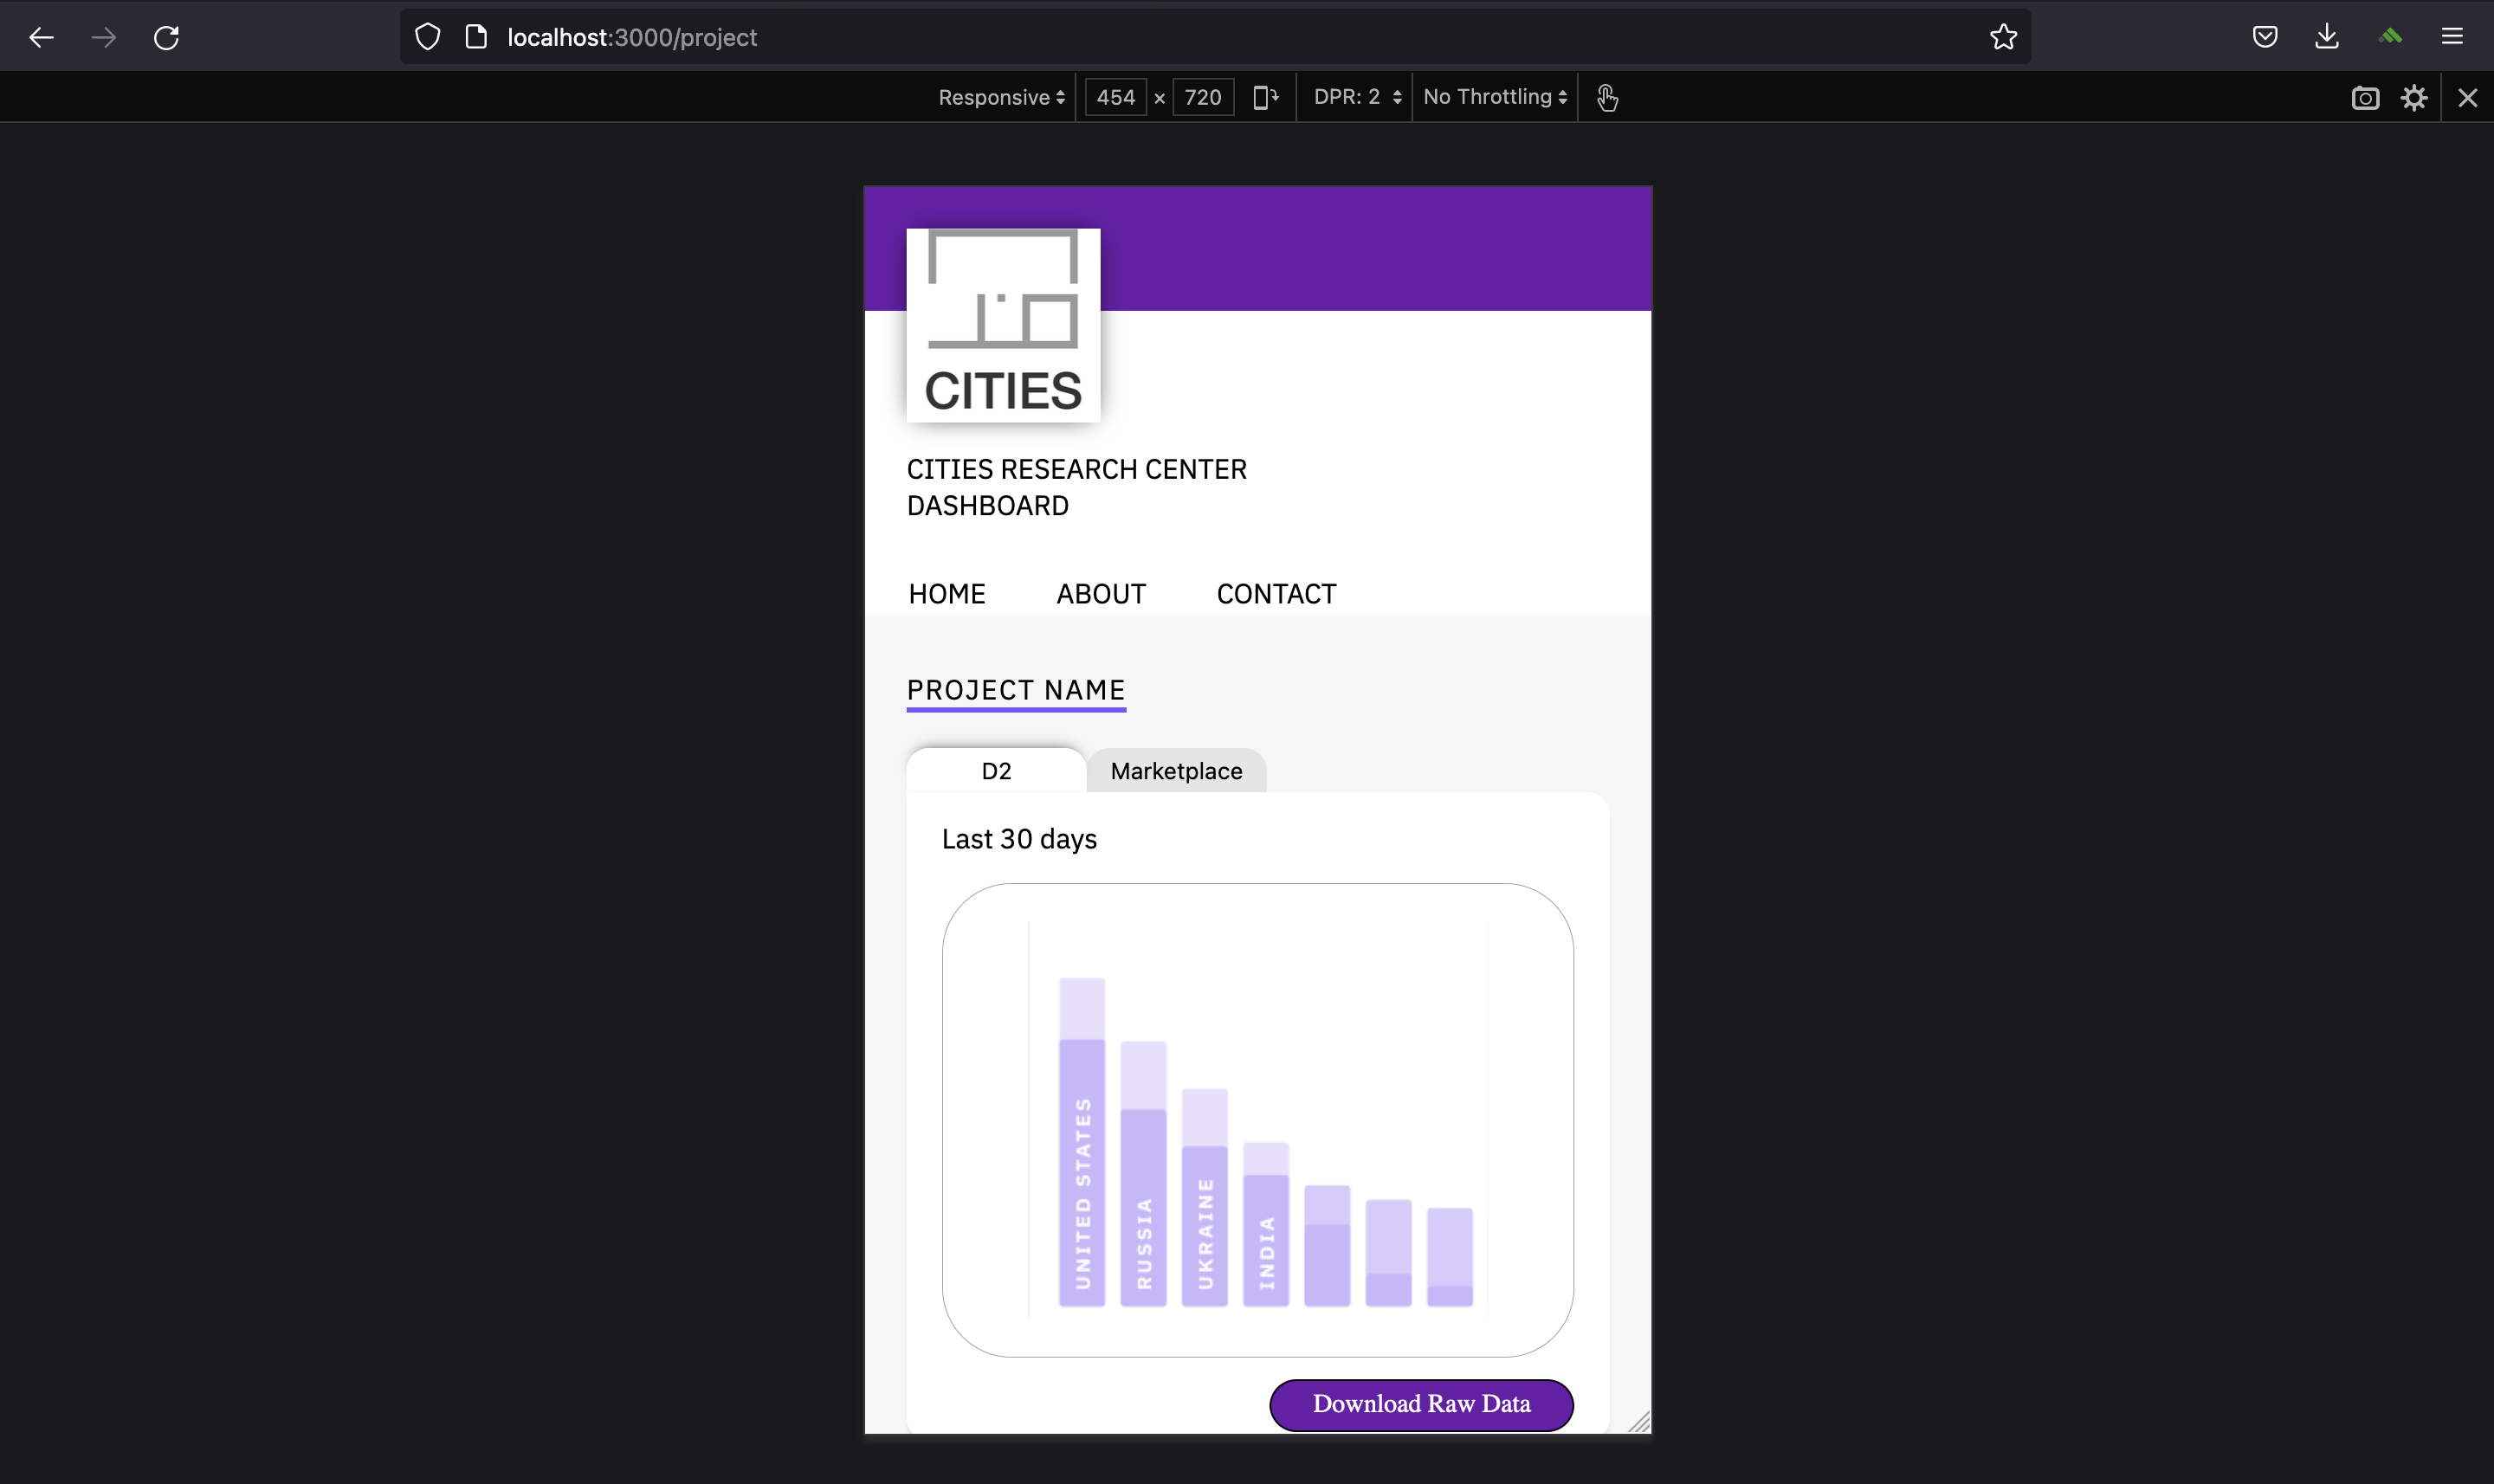 localhost:3000/project
Responsive 454 × 720 DPR: 2 No Throttling
CITIES
CITIES RESEARCH CENTER
DASHBOARD
HOME ABOUT CONTACT
PROJECT NAME
D2 Marketplace
Last 30 days
UNITED STATES
RUSSIA
UKRAINE
INDIA
Download Raw Data